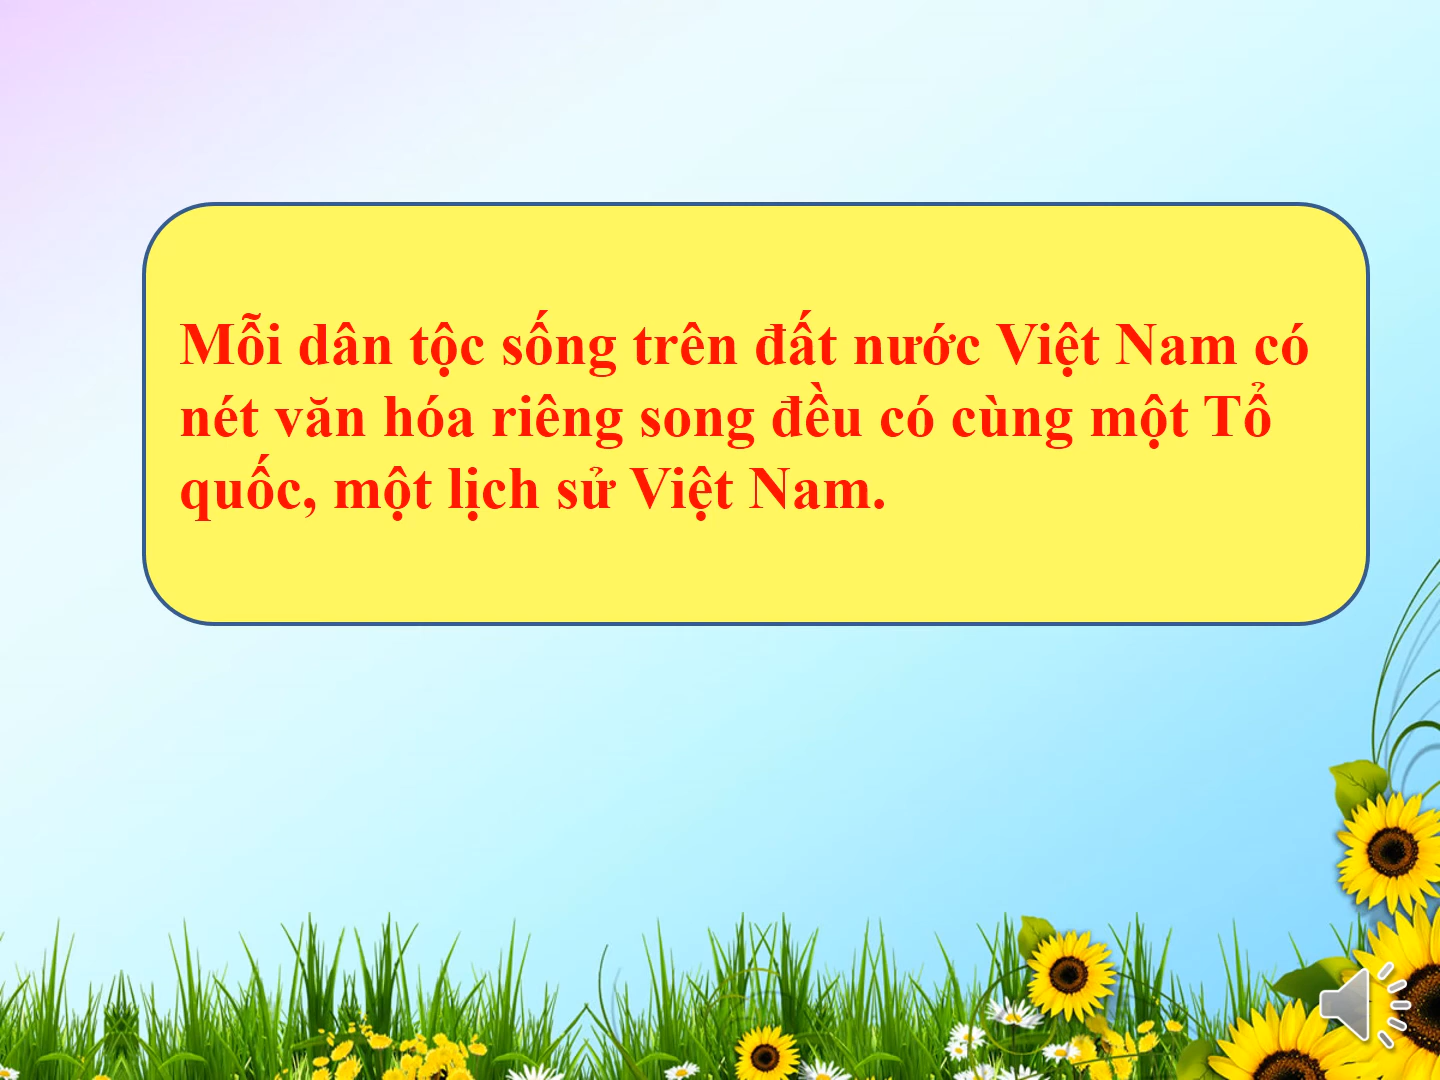 Mỗi dân tộc sống trên đất nước Việt Nam có
nét văn hóa riêng song đều có cùng một Tổ
quốc, một lịch sử Việt Nam.